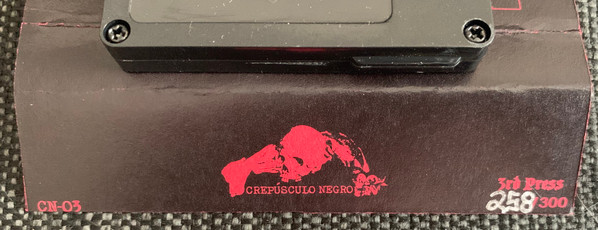 CREPÚSCULO NEGRO
CN-03
3rd Press
258/300